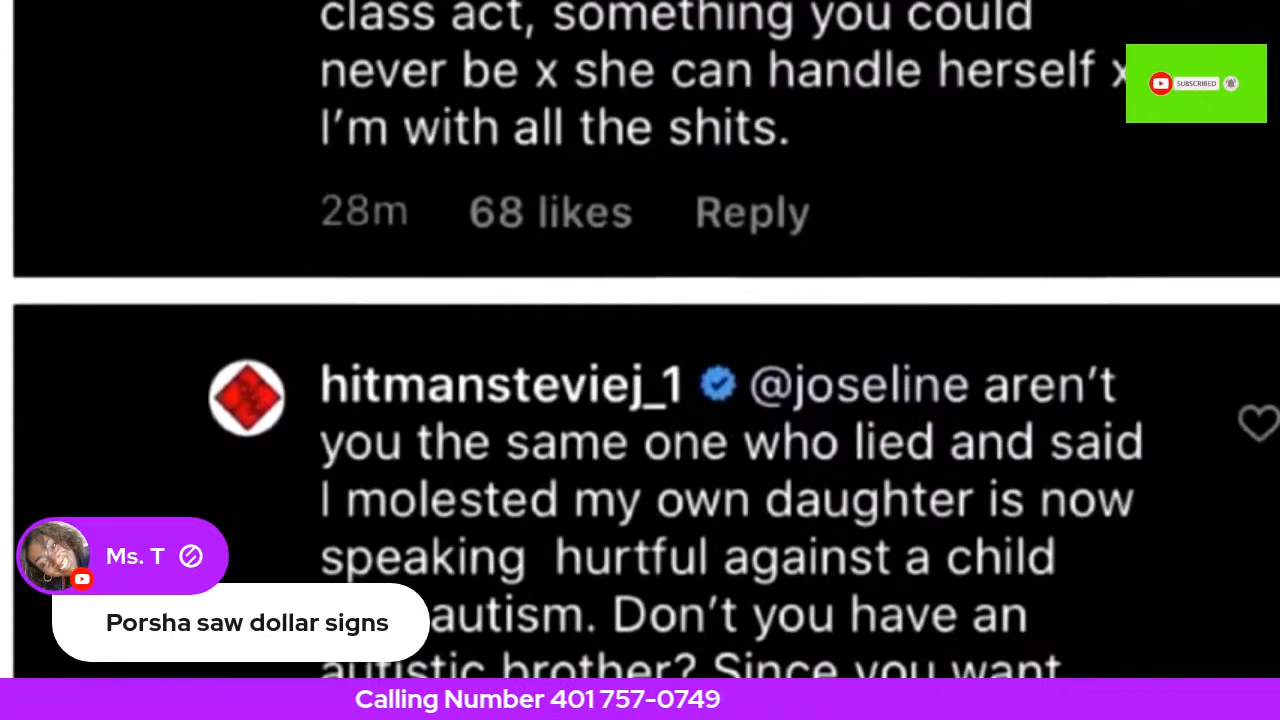 class act, something you could
never be x she can handle herself x
I'm with all the shits.
SUBSCRIBED
28m 68 likes Reply
hitmansteviej_1 @joseline aren't
you the same one who lied and said
I molested my own daughter is now
speaking hurtful against a child
autism. Don't you have an
autistic brother? Since you want
Ms. T
Porsha saw dollar signs
Calling Number 401 757-0749